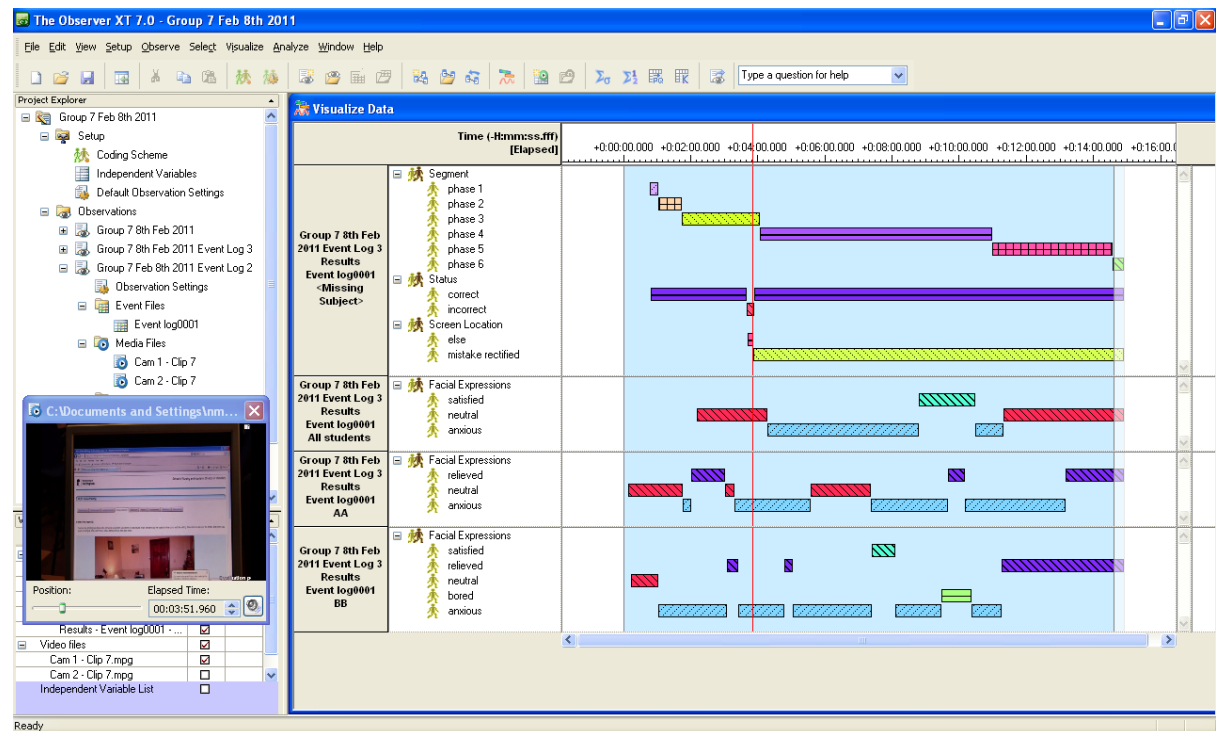 The Observer XT 7.0 - Group 7 Feb 8th 2011
File Edit View Setup Observe Select Visualize Analyze Window Help
Type a question for help
Project Explorer
Group 7 Feb 8th 2011
Setup
Coding Scheme
Independent Variables
Default Observation Settings
Observations
Group 7 8th Feb 2011
Group 7 8th Feb 2011 Event Log 3
Group 7 Feb 8th 2011 Event Log 2
Observation Settings
Event Files
Event log0001
Media Files
Cam 1 - Clip 7
Cam 2 - Clip 7
C:\Documents and Settings\nm...
Position: Elapsed Time:
00:03:51.960
Results - Event log0001 - ...
Video files
Cam 1 - Clip 7.mpg
Cam 2 - Clip 7.mpg
Independent Variable List
Visualize Data
Time (-H:mm:ss.fff)
[Elapsed]
+0:00:00.000 +0:02:00.000 +0:04:00.000 +0:06:00.000 +0:08:00.000 +0:10:00.000 +0:12:00.000 +0:14:00.000 +0:16:00.0
Group 7 8th Feb
2011 Event Log 3
Results
Event log0001
<Missing
Subject>
Segment
phase 1
phase 2
phase 3
phase 4
phase 5
phase 6
Status
correct
incorrect
Screen Location
else
mistake rectified
Group 7 8th Feb
2011 Event Log 3
Results
Event log0001
All students
Facial Expressions
satisfied
neutral
anxious
Group 7 8th Feb
2011 Event Log 3
Results
Event log0001
AA
Facial Expressions
relieved
neutral
anxious
Group 7 8th Feb
2011 Event Log 3
Results
Event log0001
BB
Facial Expressions
satisfied
relieved
neutral
bored
anxious
Ready